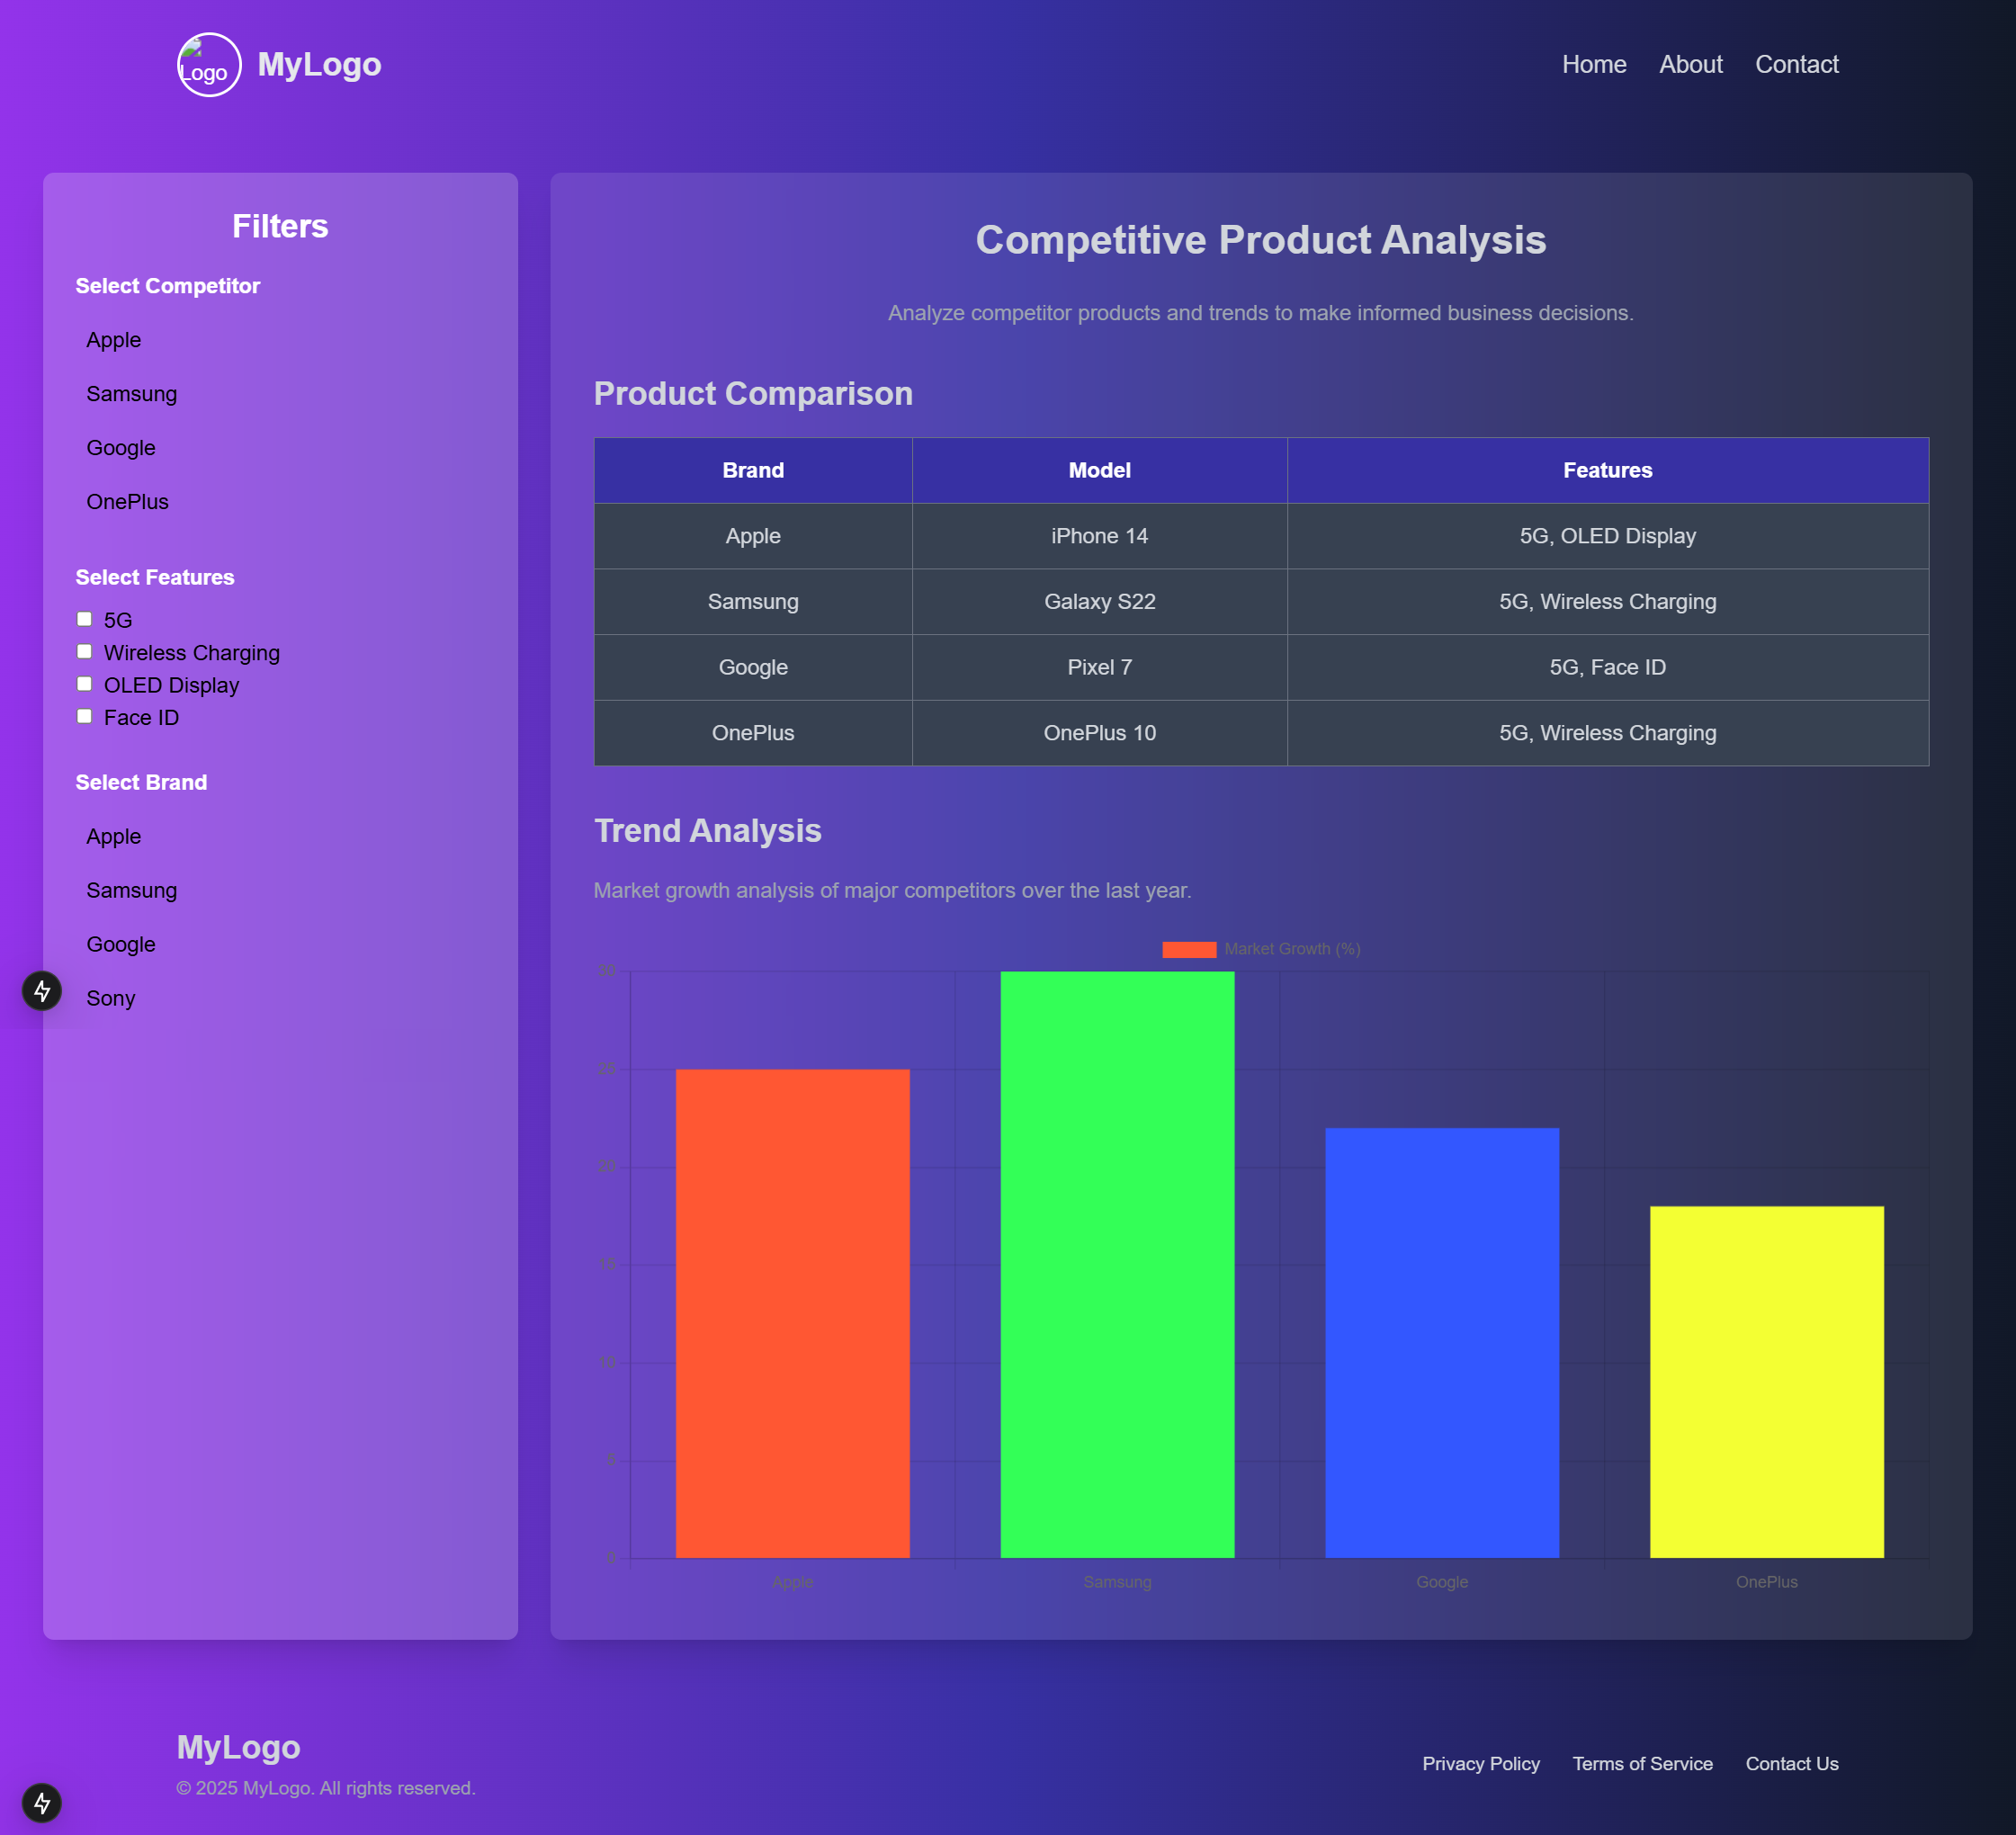 Logo MyLogo Home About Contact
Filters
Select Competitor
Apple
Samsung
Google
OnePlus
Select Features
5G
Wireless Charging
OLED Display
Face ID
Select Brand
Apple
Samsung
Google
Sony
Competitive Product Analysis
Analyze competitor products and trends to make informed business decisions.
Product Comparison
Brand Model Features
Apple iPhone 14 5G, OLED Display
Samsung Galaxy S22 5G, Wireless Charging
Google Pixel 7 5G, Face ID
OnePlus OnePlus 10 5G, Wireless Charging
Trend Analysis
Market growth analysis of major competitors over the last year.
Market Growth (%)
30
25
20
15
10
5
0
Apple Samsung Google OnePlus
MyLogo
© 2025 MyLogo. All rights reserved.
Privacy Policy Terms of Service Contact Us